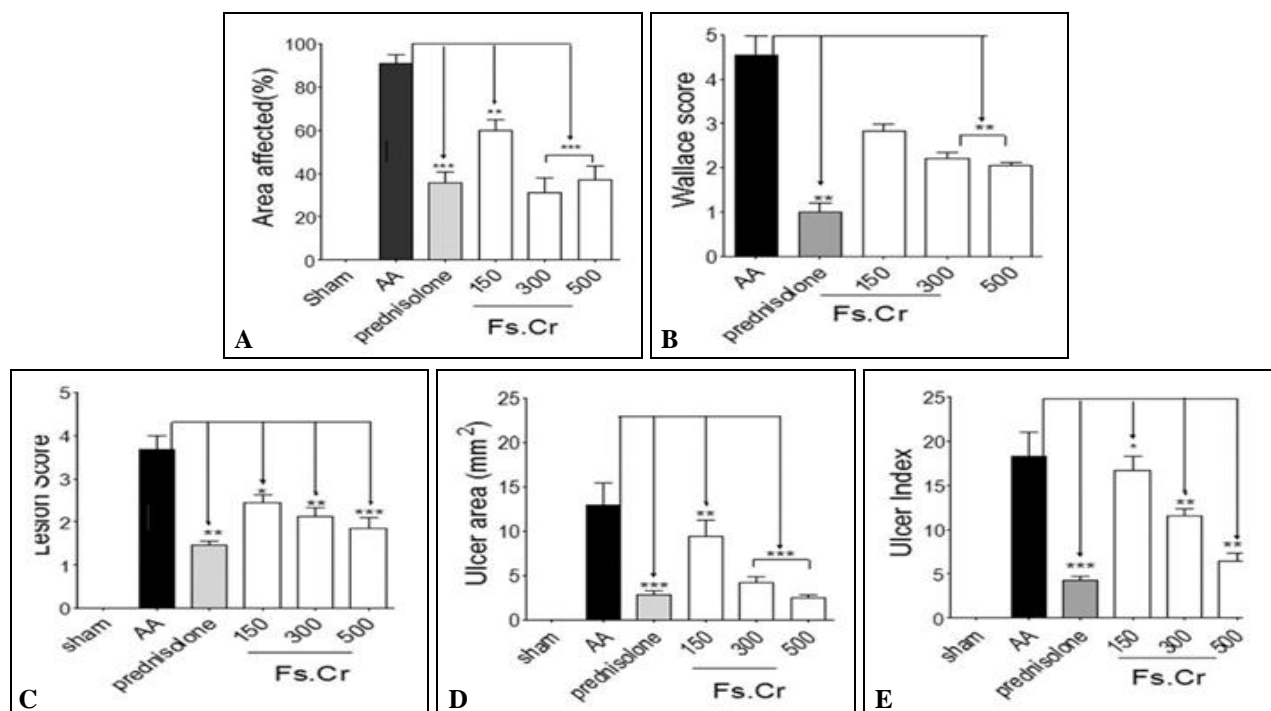 Area affected(%)
100
80
60
40
20
0
***
**
***
Sham
AA
prednisolone
150
300
500
Fs.Cr
A
Wallace score
5
4
3
2
1
0
**
**
AA
prednisolone
150
300
500
Fs.Cr
B
Lesion Score
5
4
3
2
1
0
**
*
**
***
sham
AA
prednisolone
150
300
500
Fs.Cr
C
Ulcer area (mm²)
25
20
15
10
5
0
***
**
***
sham
AA
prednisolone
150
300
500
Fs.Cr
D
Ulcer Index
25
20
15
10
5
0
***
*
**
**
sham
AA
prednisolone
150
300
500
Fs.Cr
E